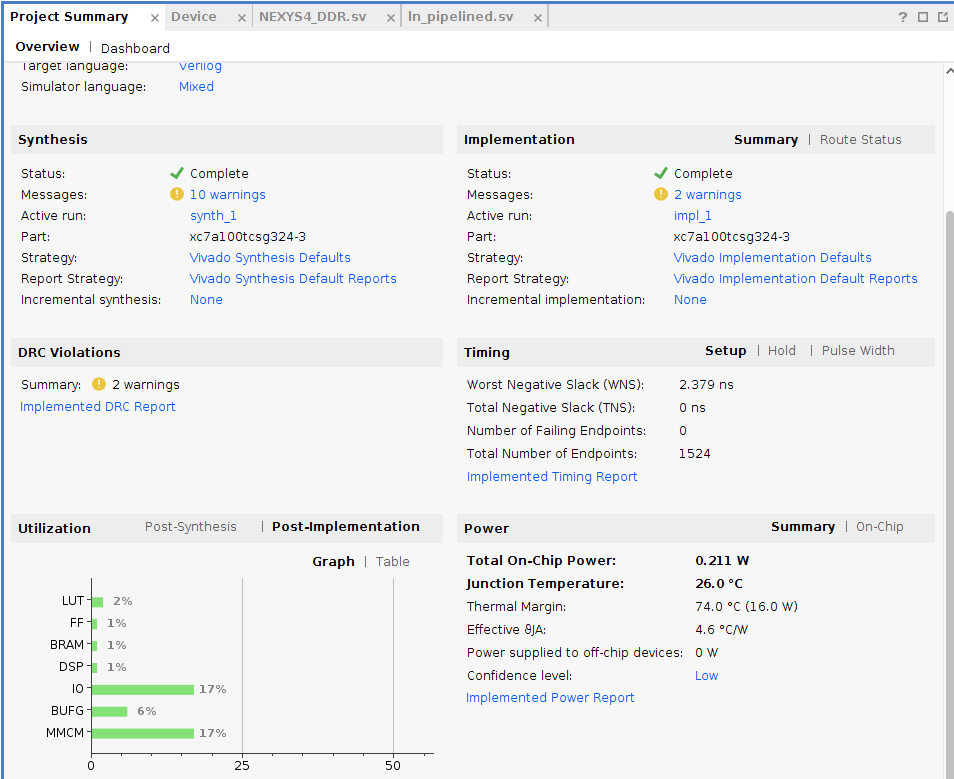 Project Summary × Device × NEXYS4_DDR.sv × ln_pipelined.sv × ?
Overview | Dashboard
Target language: Verilog
Simulator language: Mixed
Synthesis
Status: Complete
Messages: 10 warnings
Active run: synth_1
Part: xc7a100tcsg324-3
Strategy: Vivado Synthesis Defaults
Report Strategy: Vivado Synthesis Default Reports
Incremental synthesis: None
Implementation Summary | Route Status
Status: Complete
Messages: 2 warnings
Active run: impl_1
Part: xc7a100tcsg324-3
Strategy: Vivado Implementation Defaults
Report Strategy: Vivado Implementation Default Reports
Incremental implementation: None
DRC Violations
Summary: 2 warnings
Implemented DRC Report
Timing Setup | Hold | Pulse Width
Worst Negative Slack (WNS): 2.379 ns
Total Negative Slack (TNS): 0 ns
Number of Failing Endpoints: 0
Total Number of Endpoints: 1524
Implemented Timing Report
Utilization Post-Synthesis | Post-Implementation
Graph | Table
LUT 2%
FF 1%
BRAM 1%
DSP 1%
IO 17%
BUFG 6%
MMCM 17%
0 25 50
Power Summary | On-Chip
Total On-Chip Power: 0.211 W
Junction Temperature: 26.0 °C
Thermal Margin: 74.0 °C (16.0 W)
Effective ϑJA: 4.6 °C/W
Power supplied to off-chip devices: 0 W
Confidence level: Low
Implemented Power Report